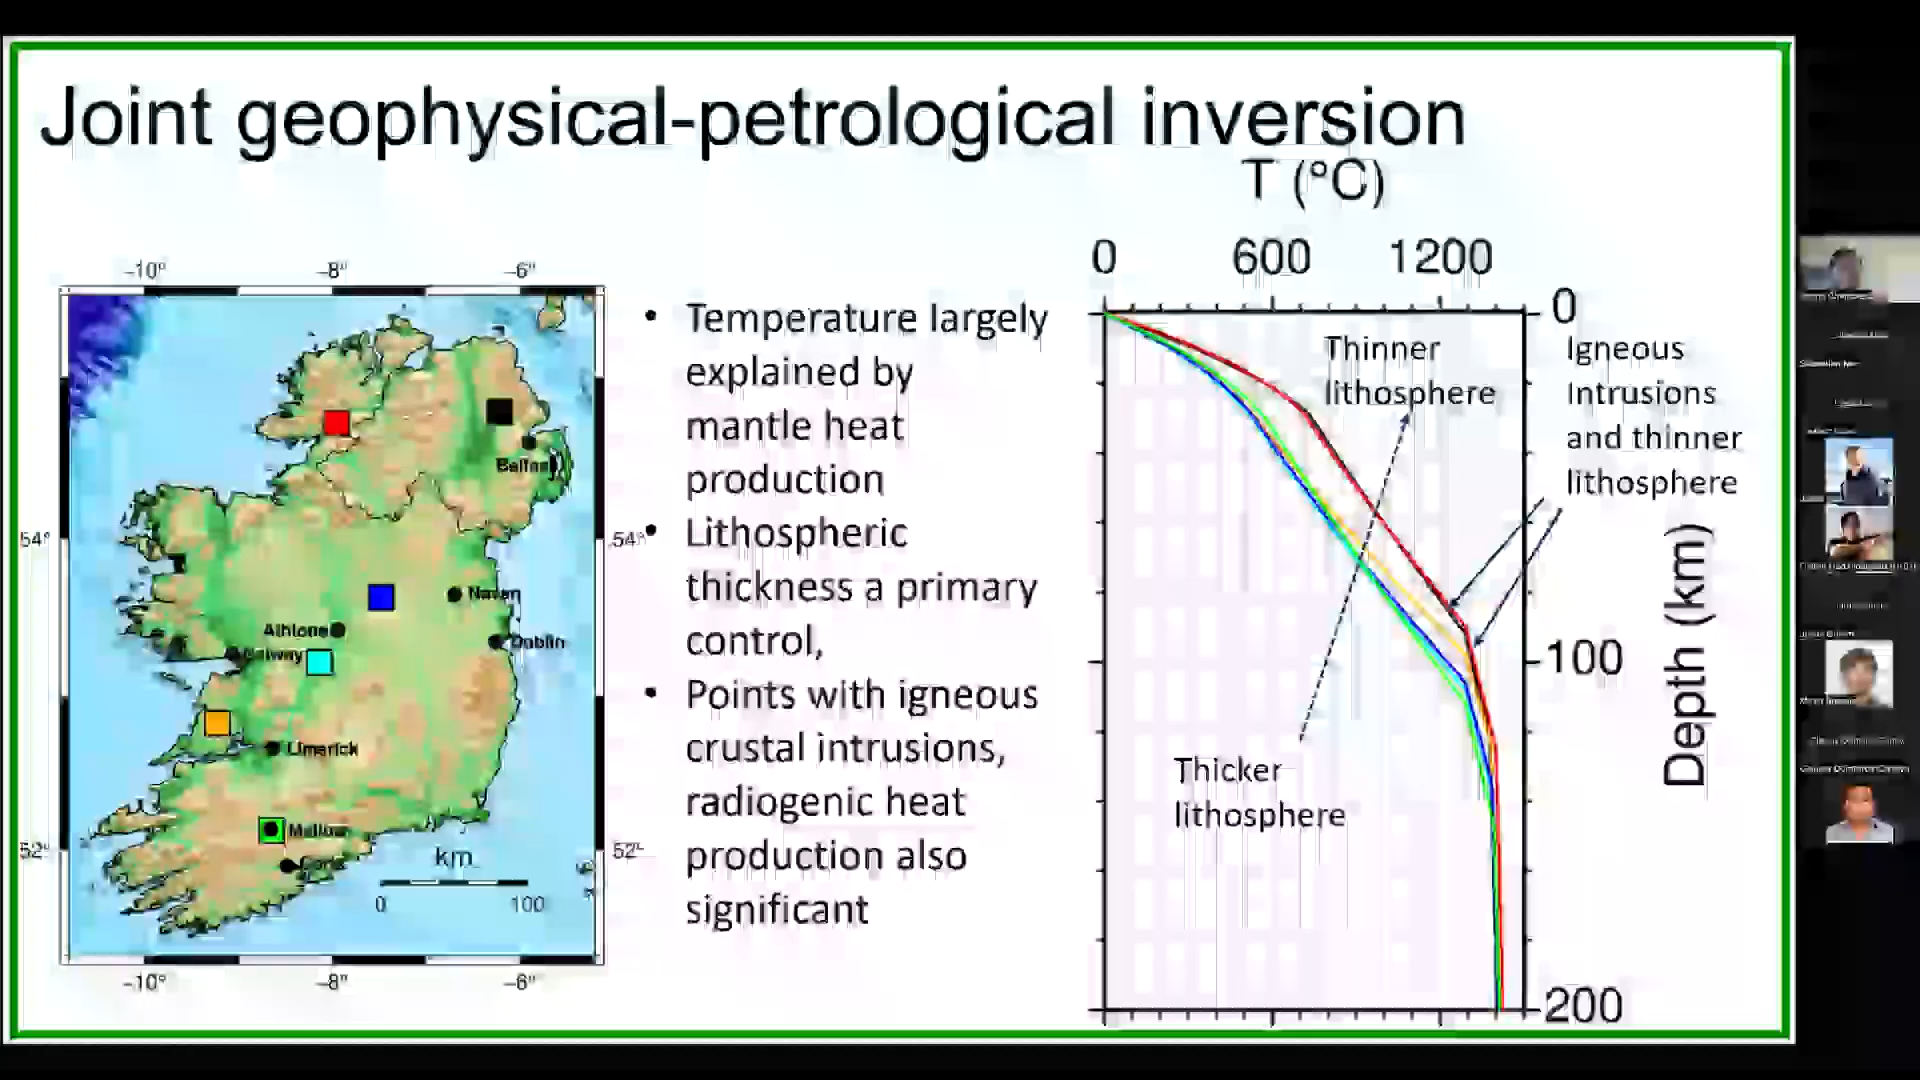 Joint geophysical-petrological inversion
T (°C)
0 600 1200
-10° -8° -6°
Belfast
54° 54°
Navan
Athlone
Galway
Dublin
Limerick
Mallow
Cork
52° 52°
km
0 100
-10° -8° -6°
• Temperature largely
explained by
mantle heat
production
• Lithospheric
thickness a primary
control,
• Points with igneous
crustal intrusions,
radiogenic heat
production also
significant
Thinner
lithosphere
Thicker
lithosphere
0
100
200
Depth (km)
Igneous
Intrusions
and thinner
lithosphere